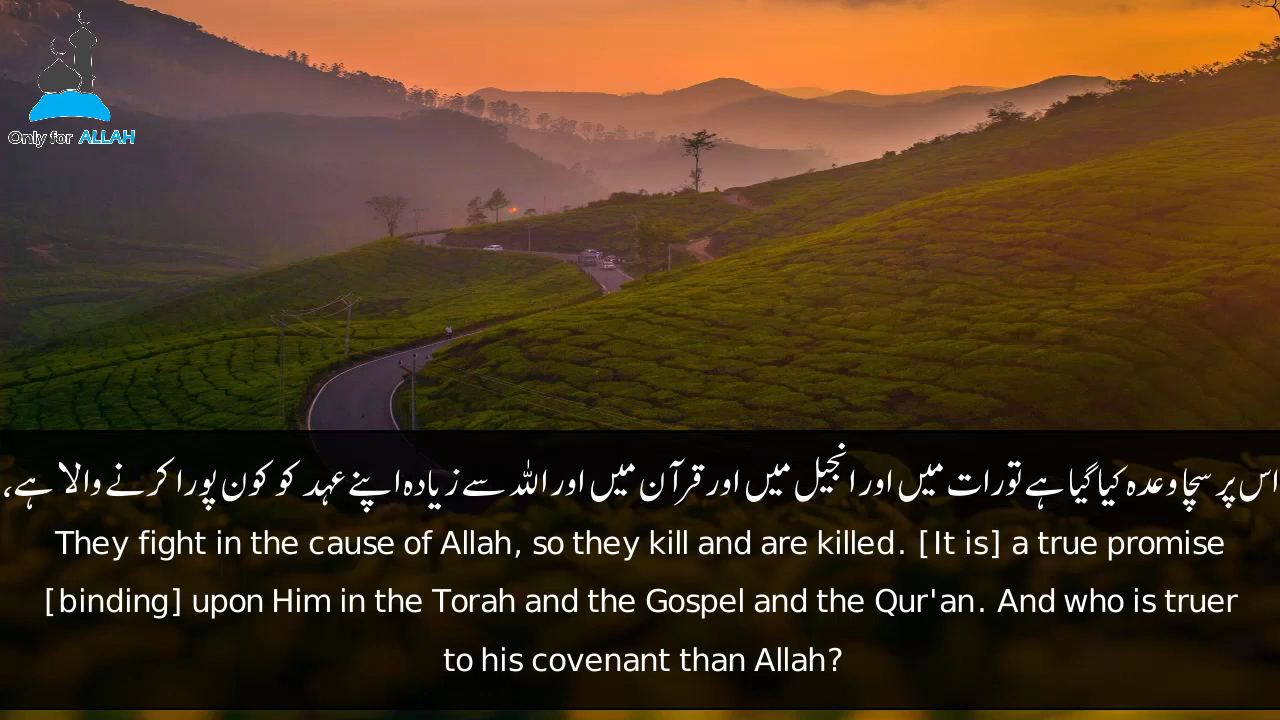 Only for ALLAH
اس پر سچا وعدہ کیا گیا ہے تورات میں اور انجیل میں اور قرآن میں اور اللہ سے زیادہ اپنے عہد کو کون پورا کرنے والا ہے،
They fight in the cause of Allah, so they kill and are killed. [It is] a true promise
[binding] upon Him in the Torah and the Gospel and the Qur'an. And who is truer
to his covenant than Allah?